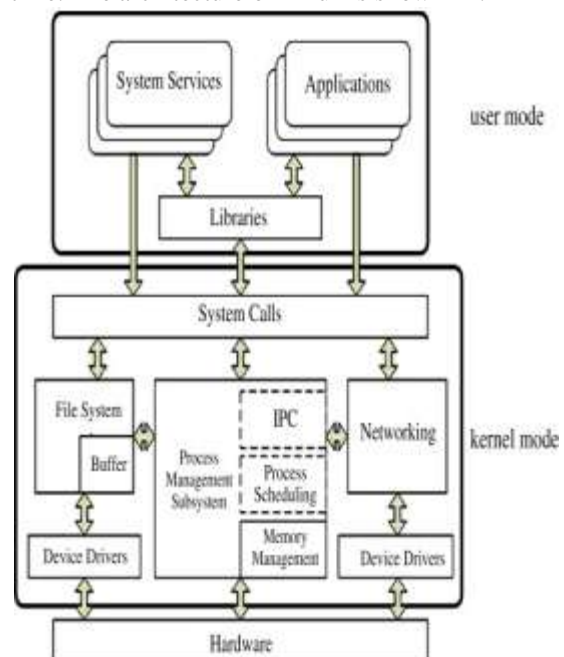 System Services
Applications
user mode
Libraries
System Calls
File System
Buffer
Process
Management
Subsystem
IPC
Process
Scheduling
Memory
Management
Networking
kernel mode
Device Drivers
Device Drivers
Hardware